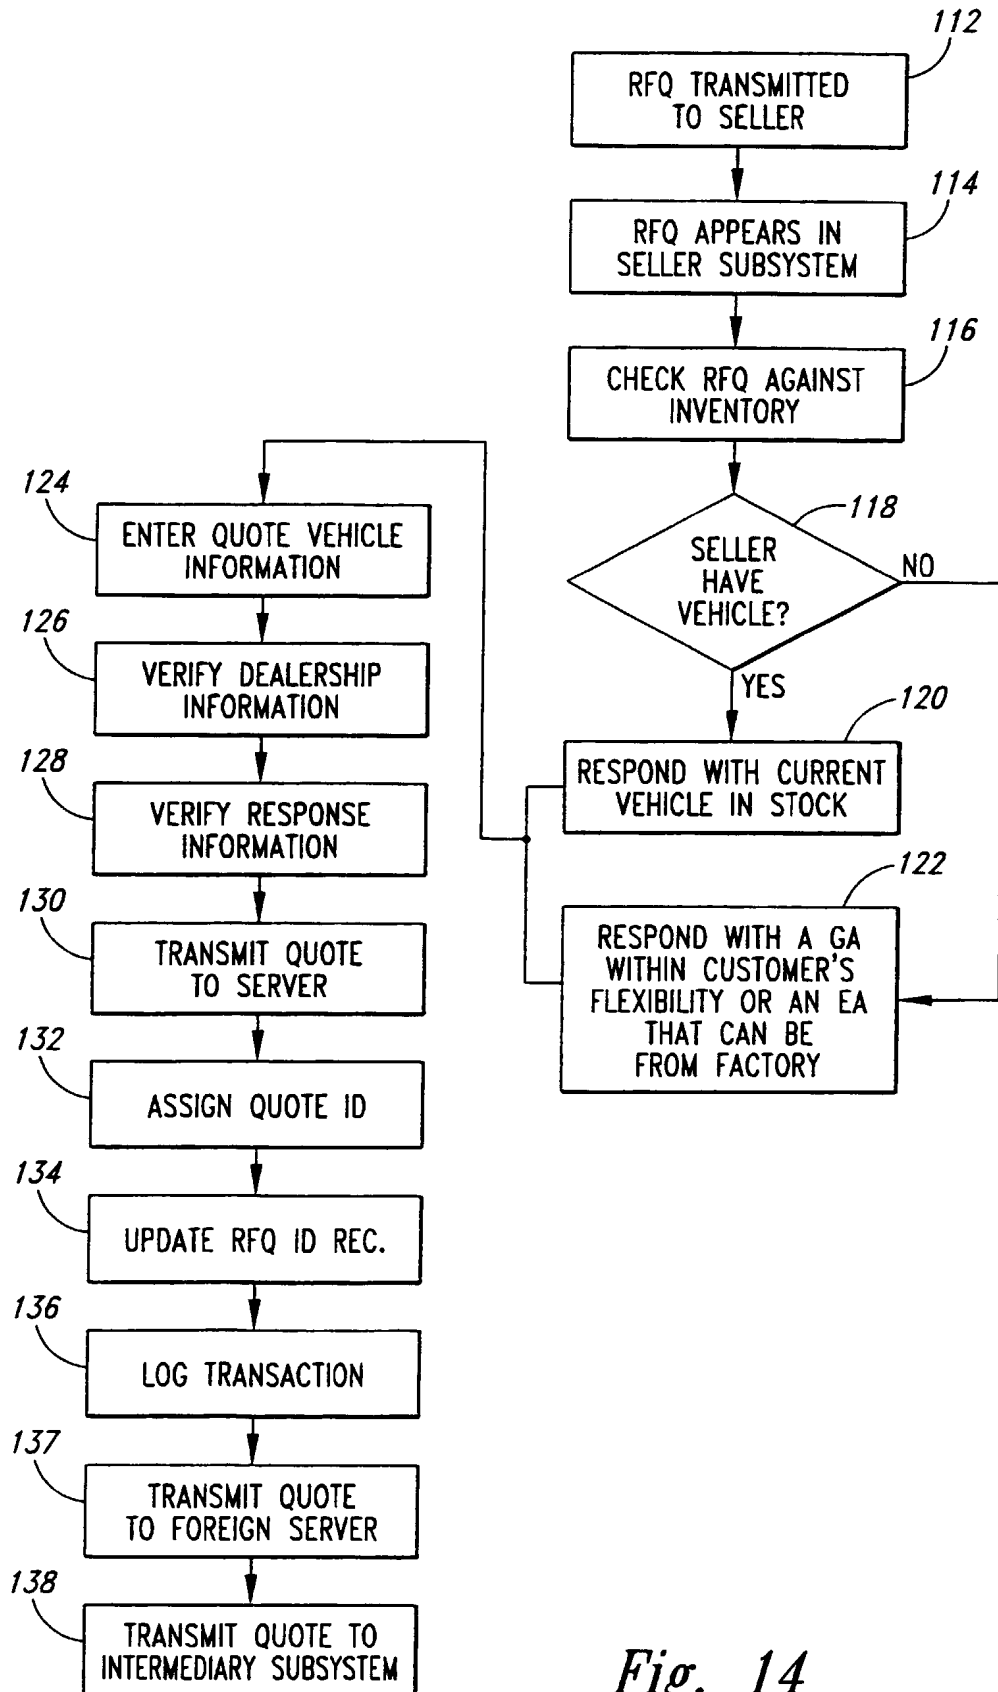 112
RFQ TRANSMITTED
TO SELLER
114
RFQ APPEARS IN
SELLER SUBSYSTEM
116
CHECK RFQ AGAINST
INVENTORY
118
SELLER
HAVE
VEHICLE?
NO
YES
120
RESPOND WITH CURRENT
VEHICLE IN STOCK
122
RESPOND WITH A GA
WITHIN CUSTOMER'S
FLEXIBILITY OR AN EA
THAT CAN BE
FROM FACTORY
124
ENTER QUOTE VEHICLE
INFORMATION
126
VERIFY DEALERSHIP
INFORMATION
128
VERIFY RESPONSE
INFORMATION
130
TRANSMIT QUOTE
TO SERVER
132
ASSIGN QUOTE ID
134
UPDATE RFQ ID REC.
136
LOG TRANSACTION
137
TRANSMIT QUOTE
TO FOREIGN SERVER
138
TRANSMIT QUOTE TO
INTERMEDIARY SUBSYSTEM
Fig. 14